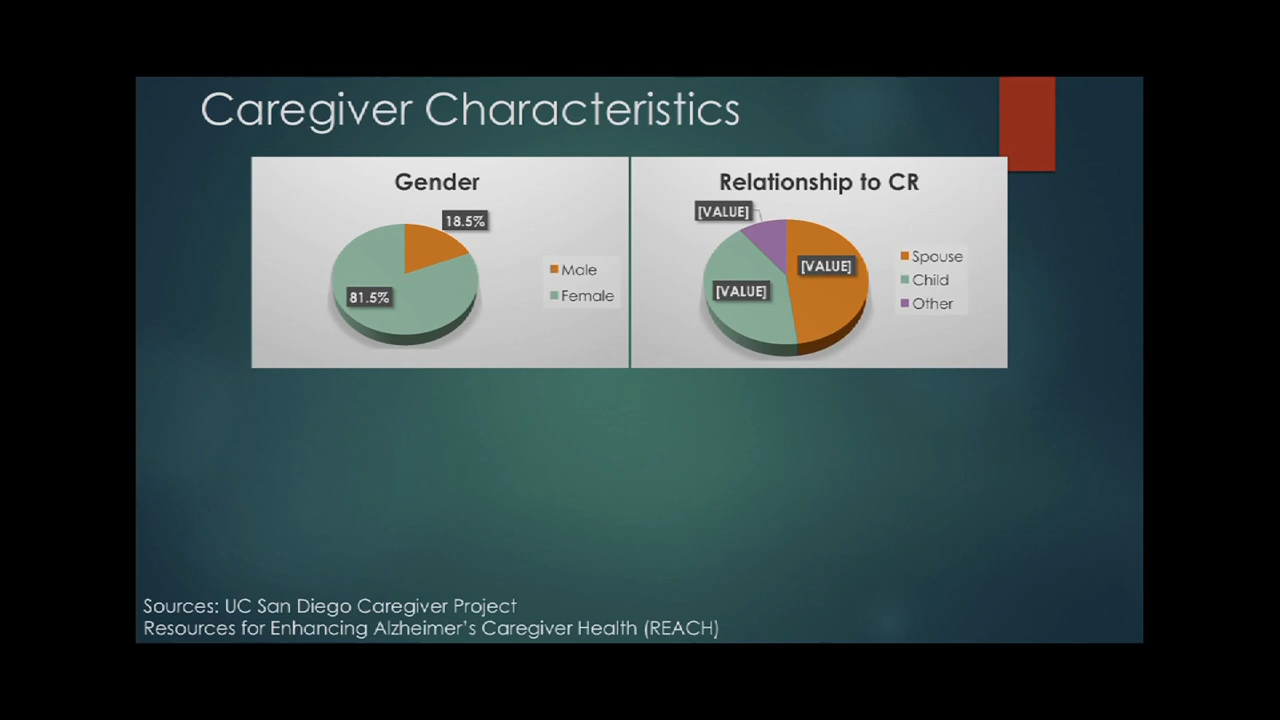 Caregiver Characteristics
Gender
18.5%
81.5%
Male
Female
Relationship to CR
[VALUE]
[VALUE]
[VALUE]
Spouse
Child
Other
Sources: UC San Diego Caregiver Project
Resources for Enhancing Alzheimer’s Caregiver Health (REACH)